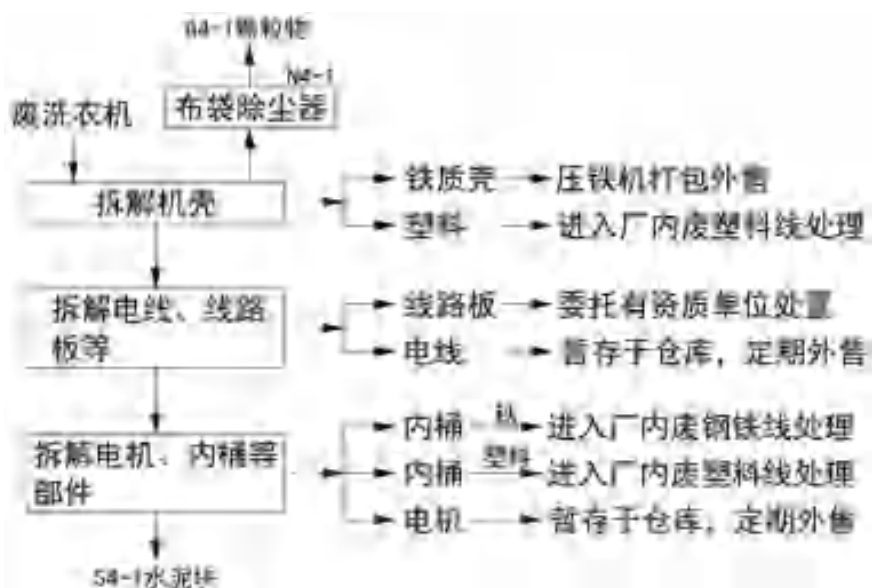 G4-1颗粒物
N4-1
布袋除尘器
废洗衣机
拆解机壳
铁质壳
压铁机打包外售
塑料
进入厂内废塑料线处理
拆解电线、线路
板等
线路板
委托有资质单位处置
电线
暂存于仓库，定期外售
拆解电机、内桶等
部件
内桶
铁
进入厂内废钢铁线处理
内桶
塑料
进入厂内废塑料线处理
电机
暂存于仓库，定期外售
S4-1水泥块